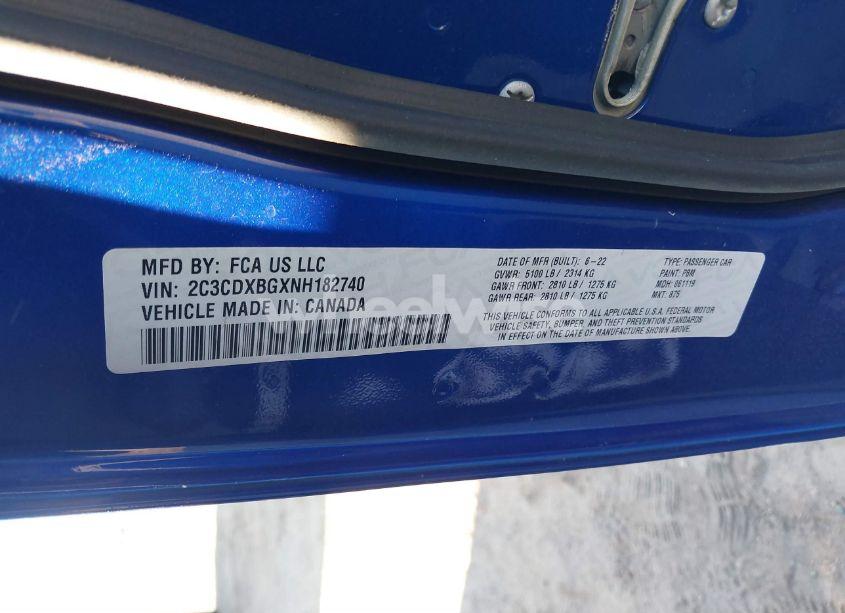 MFD BY: FCA US LLC
VIN: 2C3CDXBGXNH182740
VEHICLE MADE IN: CANADA
DATE OF MFR (BUILT): 6-22
GVWR: 5100 LB / 2314 KG
GAWR FRONT: 2810 LB / 1275 KG
GAWR REAR: 2810 LB / 1275 KG
TYPE: PASSENGER CAR
PAINT: PBM
MDH: 061119
MKT: 875
THIS VEHICLE CONFORMS TO ALL APPLICABLE U.S.A. FEDERAL MOTOR
VEHICLE SAFETY, BUMPER, AND THEFT PREVENTION STANDARDS
IN EFFECT ON THE DATE OF MANUFACTURE SHOWN ABOVE.